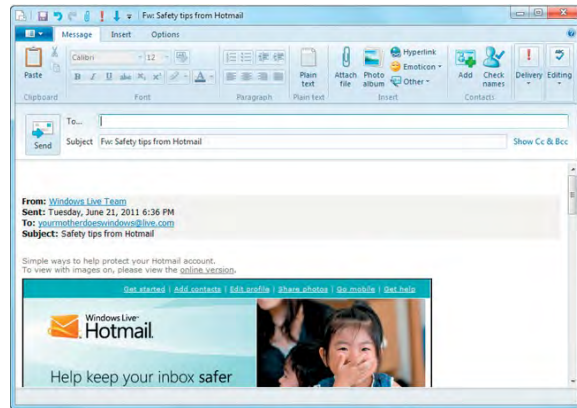 Fw: Safety tips from Hotmail
Message Insert Options
Paste
Calibri 12
B I U abc X₂ X² A
Plain text
Attach file
Photo album
Hyperlink
Emoticon
Other
Add
Check names
Delivery
Editing
Clipboard Font Paragraph Plain text Insert Contacts
Send
To...
Subject Fw: Safety tips from Hotmail Show Cc & Bcc
From: Windows Live Team
Sent: Tuesday, June 21, 2011 6:36 PM
To: yourmotherdoeswindows@live.com
Subject: Safety tips from Hotmail
Simple ways to help protect your Hotmail account.
To view with images on, please view the online version.
Get started | Add contacts | Edit profile | Share photos | Go mobile | Get help
Windows Live™
Hotmail.
Help keep your inbox safer